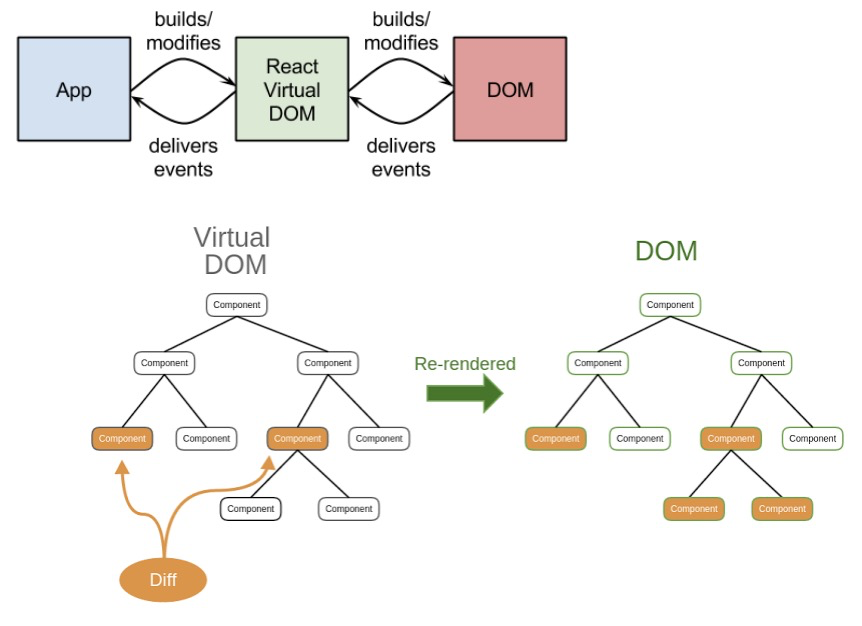 builds/
modifies
builds/
modifies
App
React
Virtual
DOM
DOM
delivers
events
delivers
events
Virtual
DOM
DOM
Component
Component
Component
Component
Re-rendered
Component
Component
Component
Component
Component
Component
Component
Component
Component
Component
Component
Component
Component
Component
Diff